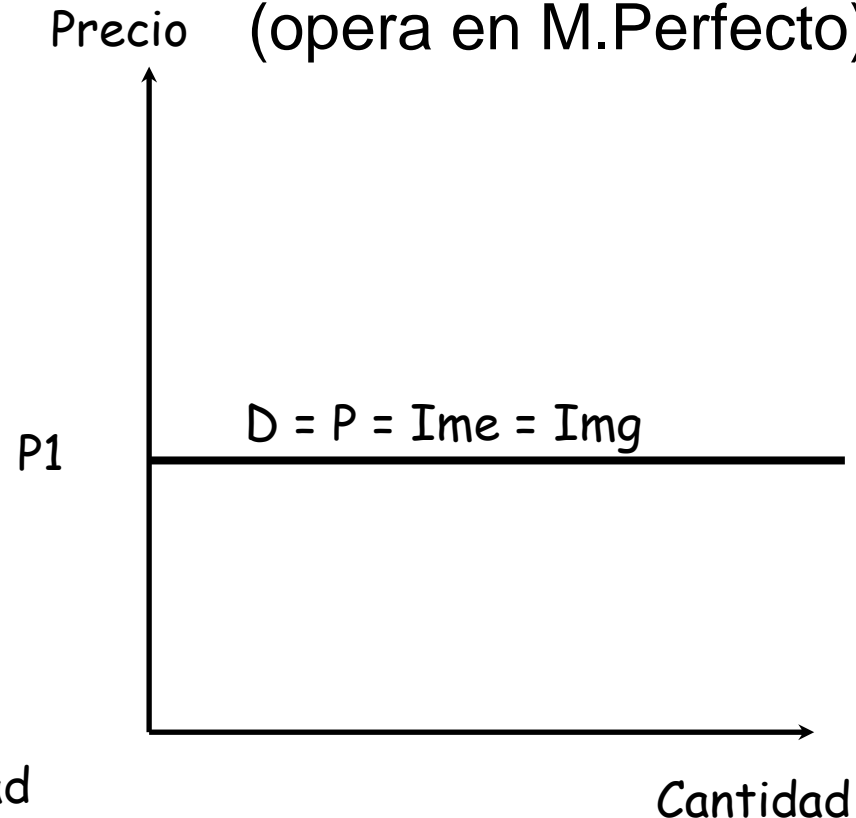 Precio (opera en M.Perfecto)
D = P = Ime = Img
P1
Cantidad